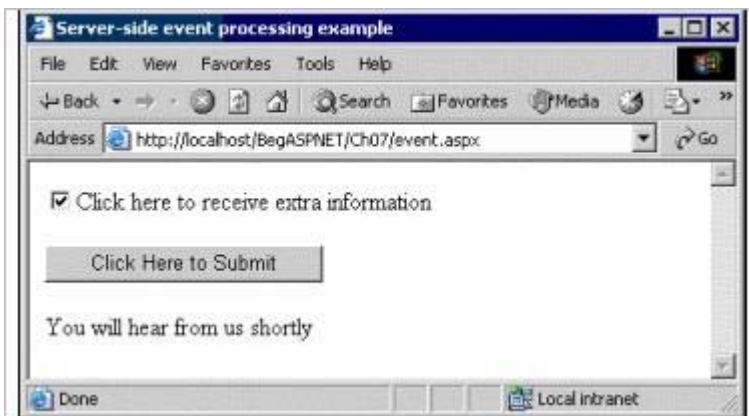 Server-side event processing example
File Edit View Favorites Tools Help
Back Search Favorites Media »
Address http://localhost/BegASPNET/Ch07/event.aspx Go
Click here to receive extra information
Click Here to Submit
You will hear from us shortly
Done Local intranet